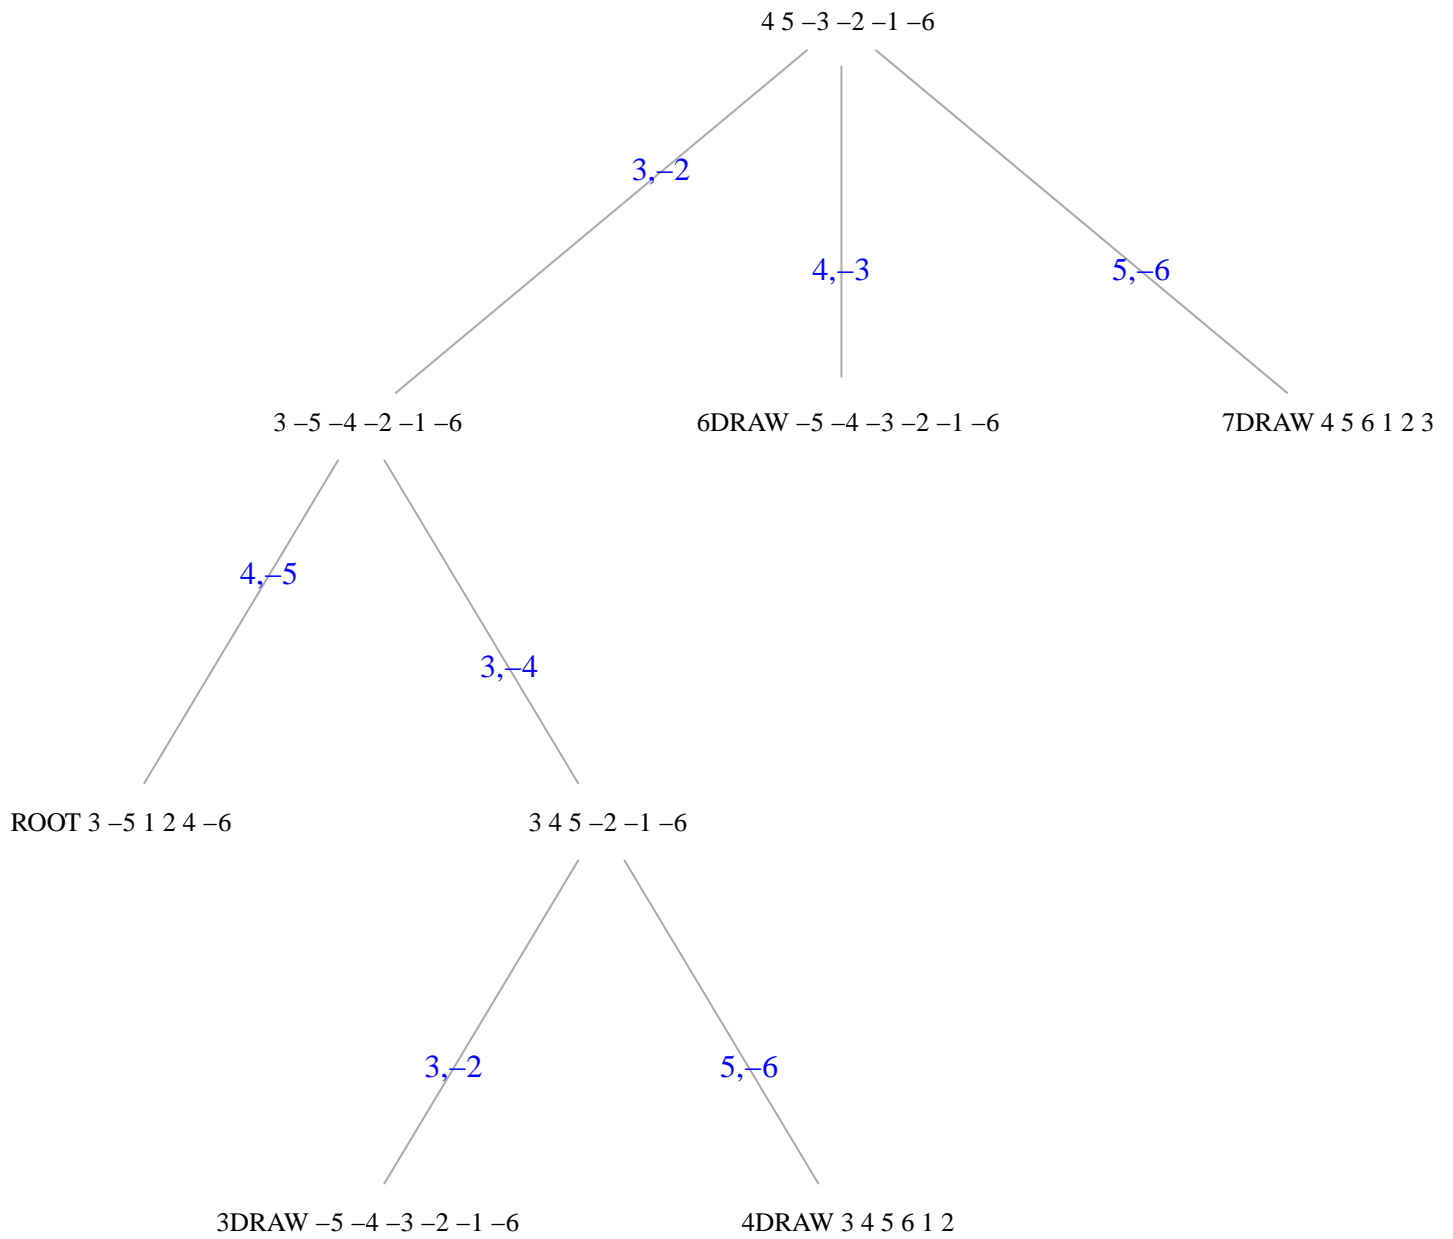 4 5 –3 –2 –1 –6
3,–2
4,–3
5,–6
3 –5 –4 –2 –1 –6
6DRAW –5 –4 –3 –2 –1 –6
7DRAW 4 5 6 1 2 3
4,–5
3,–4
ROOT 3 –5 1 2 4 –6
3 4 5 –2 –1 –6
3,–2
5,–6
3DRAW –5 –4 –3 –2 –1 –6
4DRAW 3 4 5 6 1 2